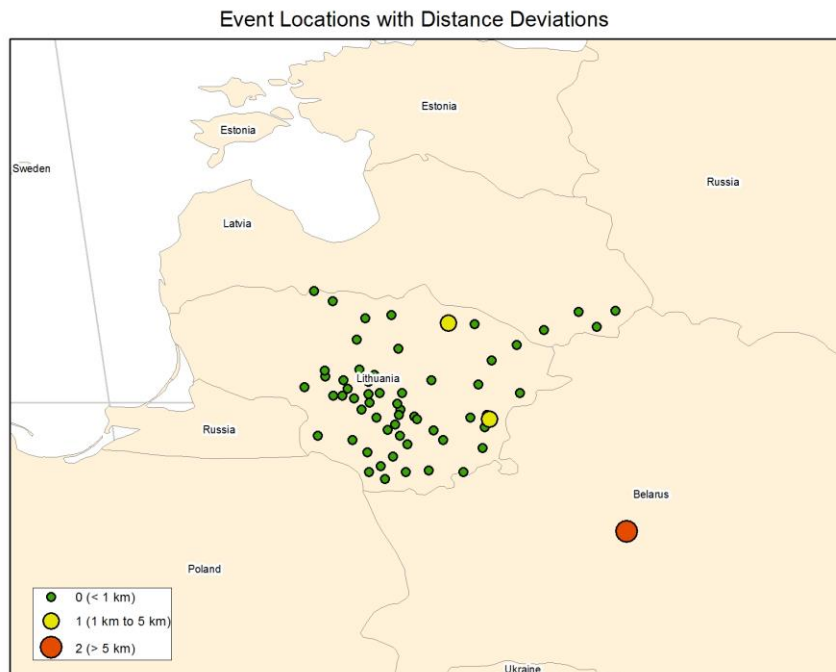 Event Locations with Distance Deviations
Estonia
Estonia
Sweden
Russia
Latvia
Lithuania
Russia
Belarus
Poland
0 (< 1 km)
1 (1 km to 5 km)
2 (> 5 km)
Ukraine